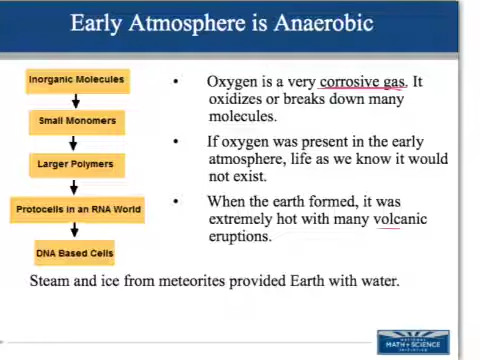 Early Atmosphere is Anaerobic
Inorganic Molecules
Small Monomers
Larger Polymers
Protocells in an RNA World
DNA Based Cells
• Oxygen is a very corrosive gas. It
oxidizes or breaks down many
molecules.
• If oxygen was present in the early
atmosphere, life as we know it would
not exist.
• When the earth formed, it was
extremely hot with many volcanic
eruptions.
Steam and ice from meteorites provided Earth with water.
NATIONAL
MATH+SCIENCE
INITIATIVE